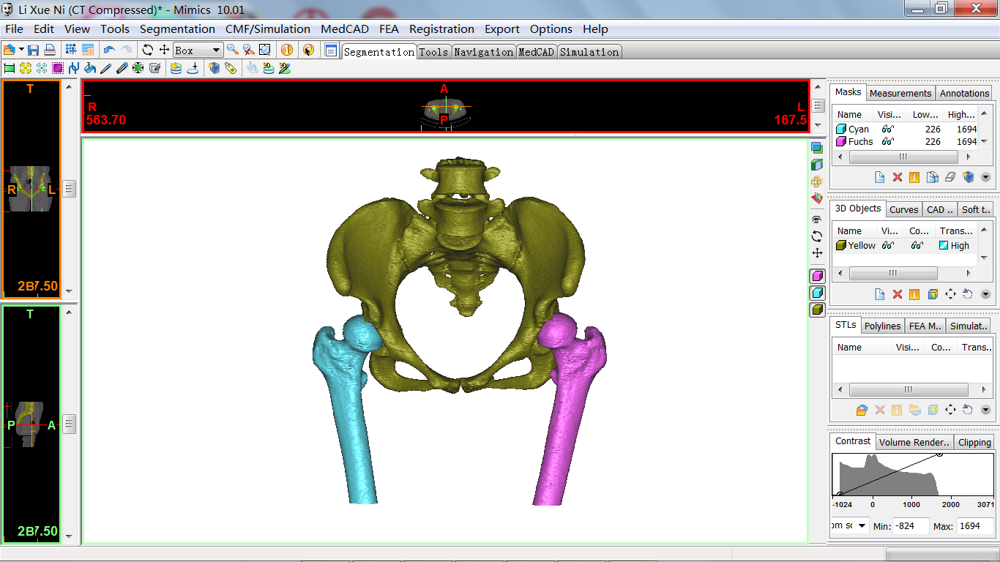 Li Xue Ni (CT Compressed)* - Mimics 10.01
File Edit View Tools Segmentation CMF/Simulation MedCAD FEA Registration Export Options Help
Box
Segmentation Tools Navigation MedCAD Simulation
T
R L
2B7.50
T
P A
2B7.50
A
R L
P
563.70 167.5
Masks Measurements Annotations
Name Visi... Low... High...
Cyan 226 1694
Fuchs 226 1694
3D Objects Curves CAD .. Soft t..
Name Vi... Co... Trans...
Yellow High
STLs Polylines FEA M.. Simulat..
Name Visi... Co... Trans..
Contrast Volume Render.. Clipping
-1024 0 1000 2000 3071
om sc Min: -824 Max: 1694